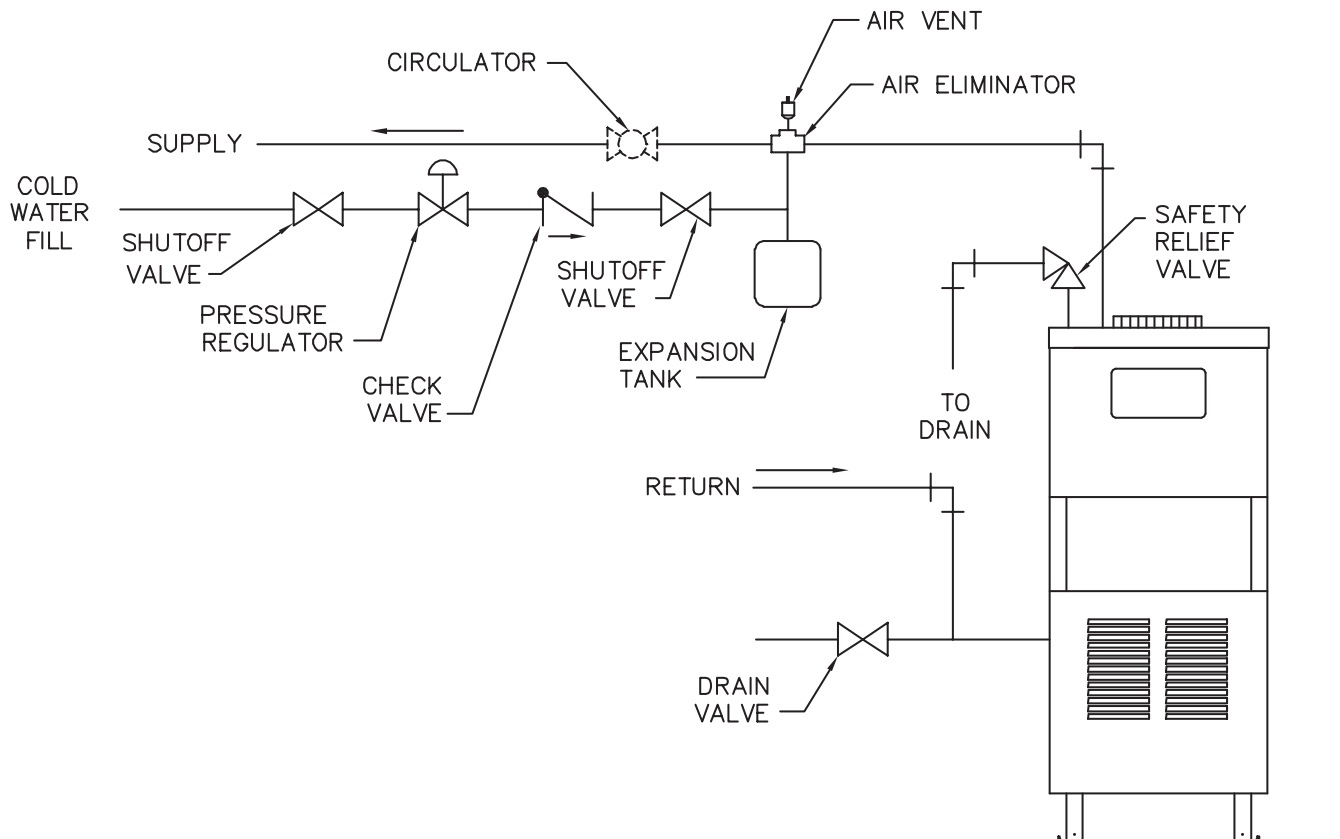 AIR VENT
CIRCULATOR
AIR ELIMINATOR
SUPPLY
COLD
WATER
FILL
SHUTOFF
VALVE
PRESSURE
REGULATOR
CHECK
VALVE
SHUTOFF
VALVE
EXPANSION
TANK
SAFETY
RELIEF
VALVE
TO
DRAIN
RETURN
DRAIN
VALVE